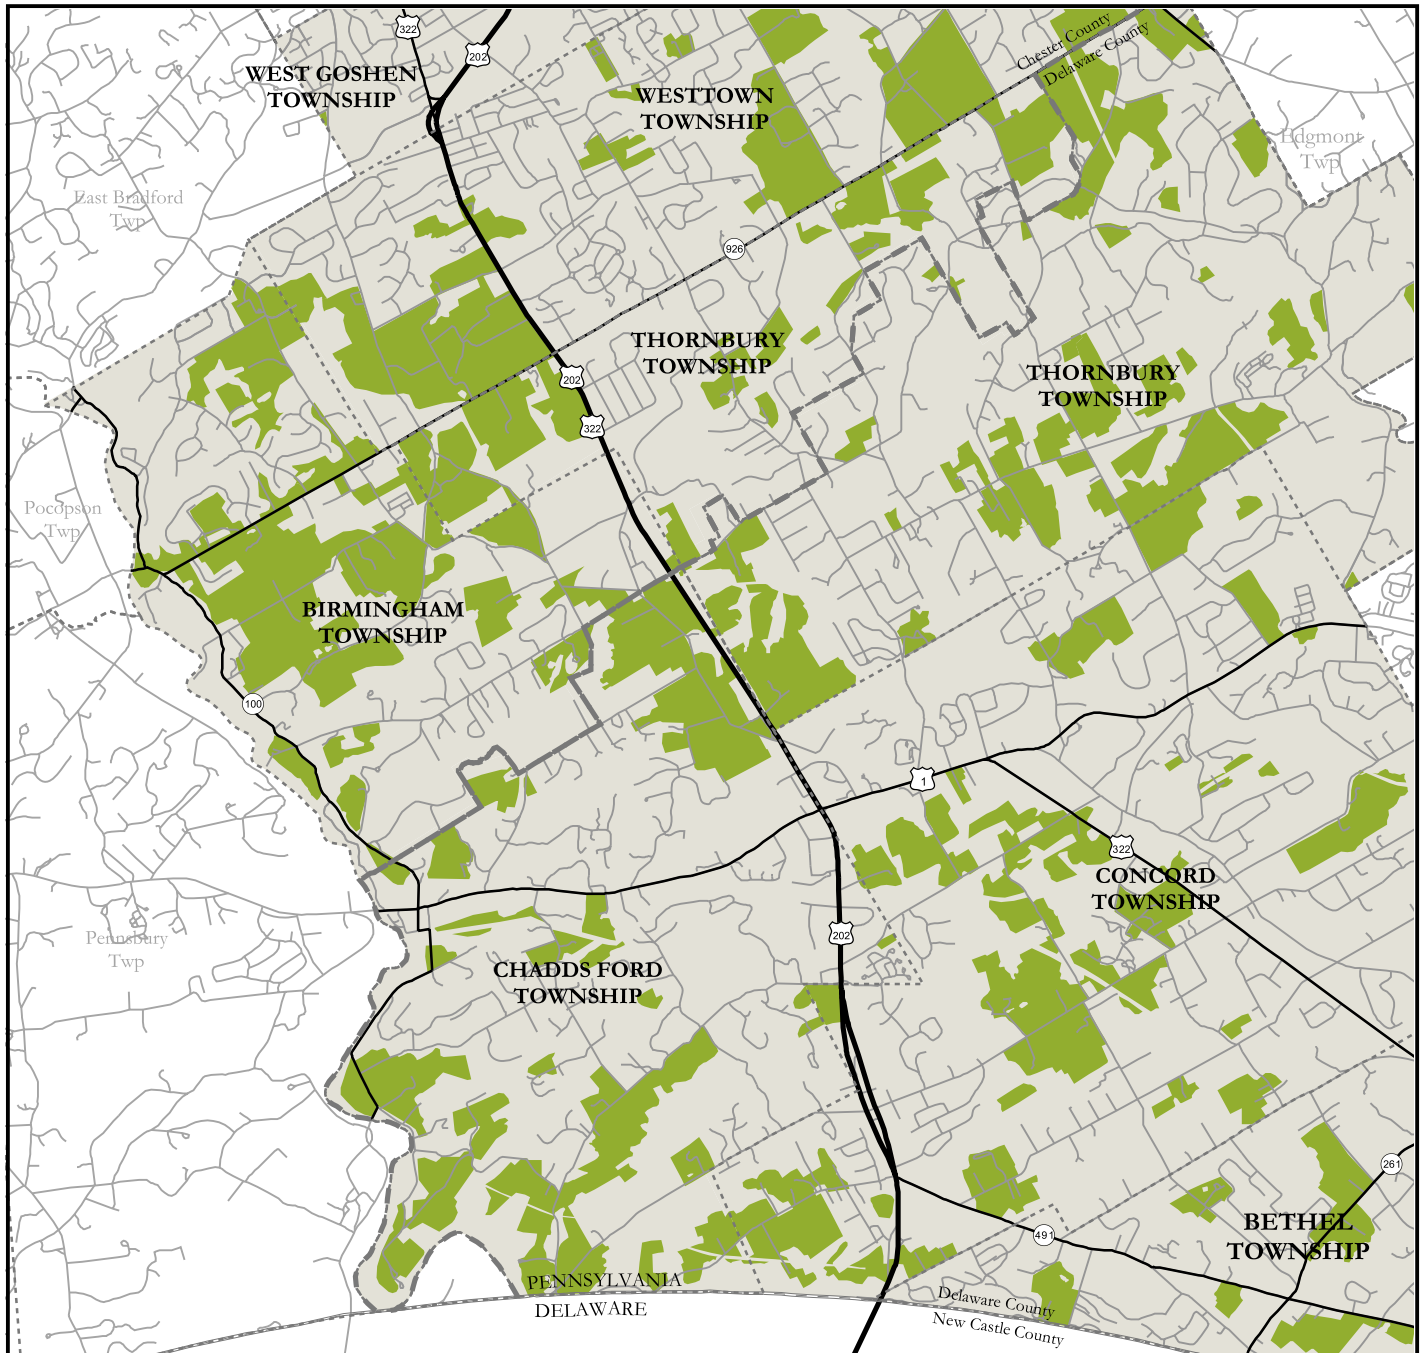 322
202
Chester County
Delaware County
WEST GOSHEN
TOWNSHIP
WESTTOWN
TOWNSHIP
Edgmont
Twp
East Bradford
Twp
926
THORNBURY
TOWNSHIP
202
THORNBURY
TOWNSHIP
322
Pocopson
Twp
BIRMINGHAM
TOWNSHIP
100
1
322
CONCORD
TOWNSHIP
202
Pennsbury
Twp
CHADDS FORD
TOWNSHIP
261
BETHEL
TOWNSHIP
491
PENNSYLVANIA
DELAWARE
Delaware County
New Castle County